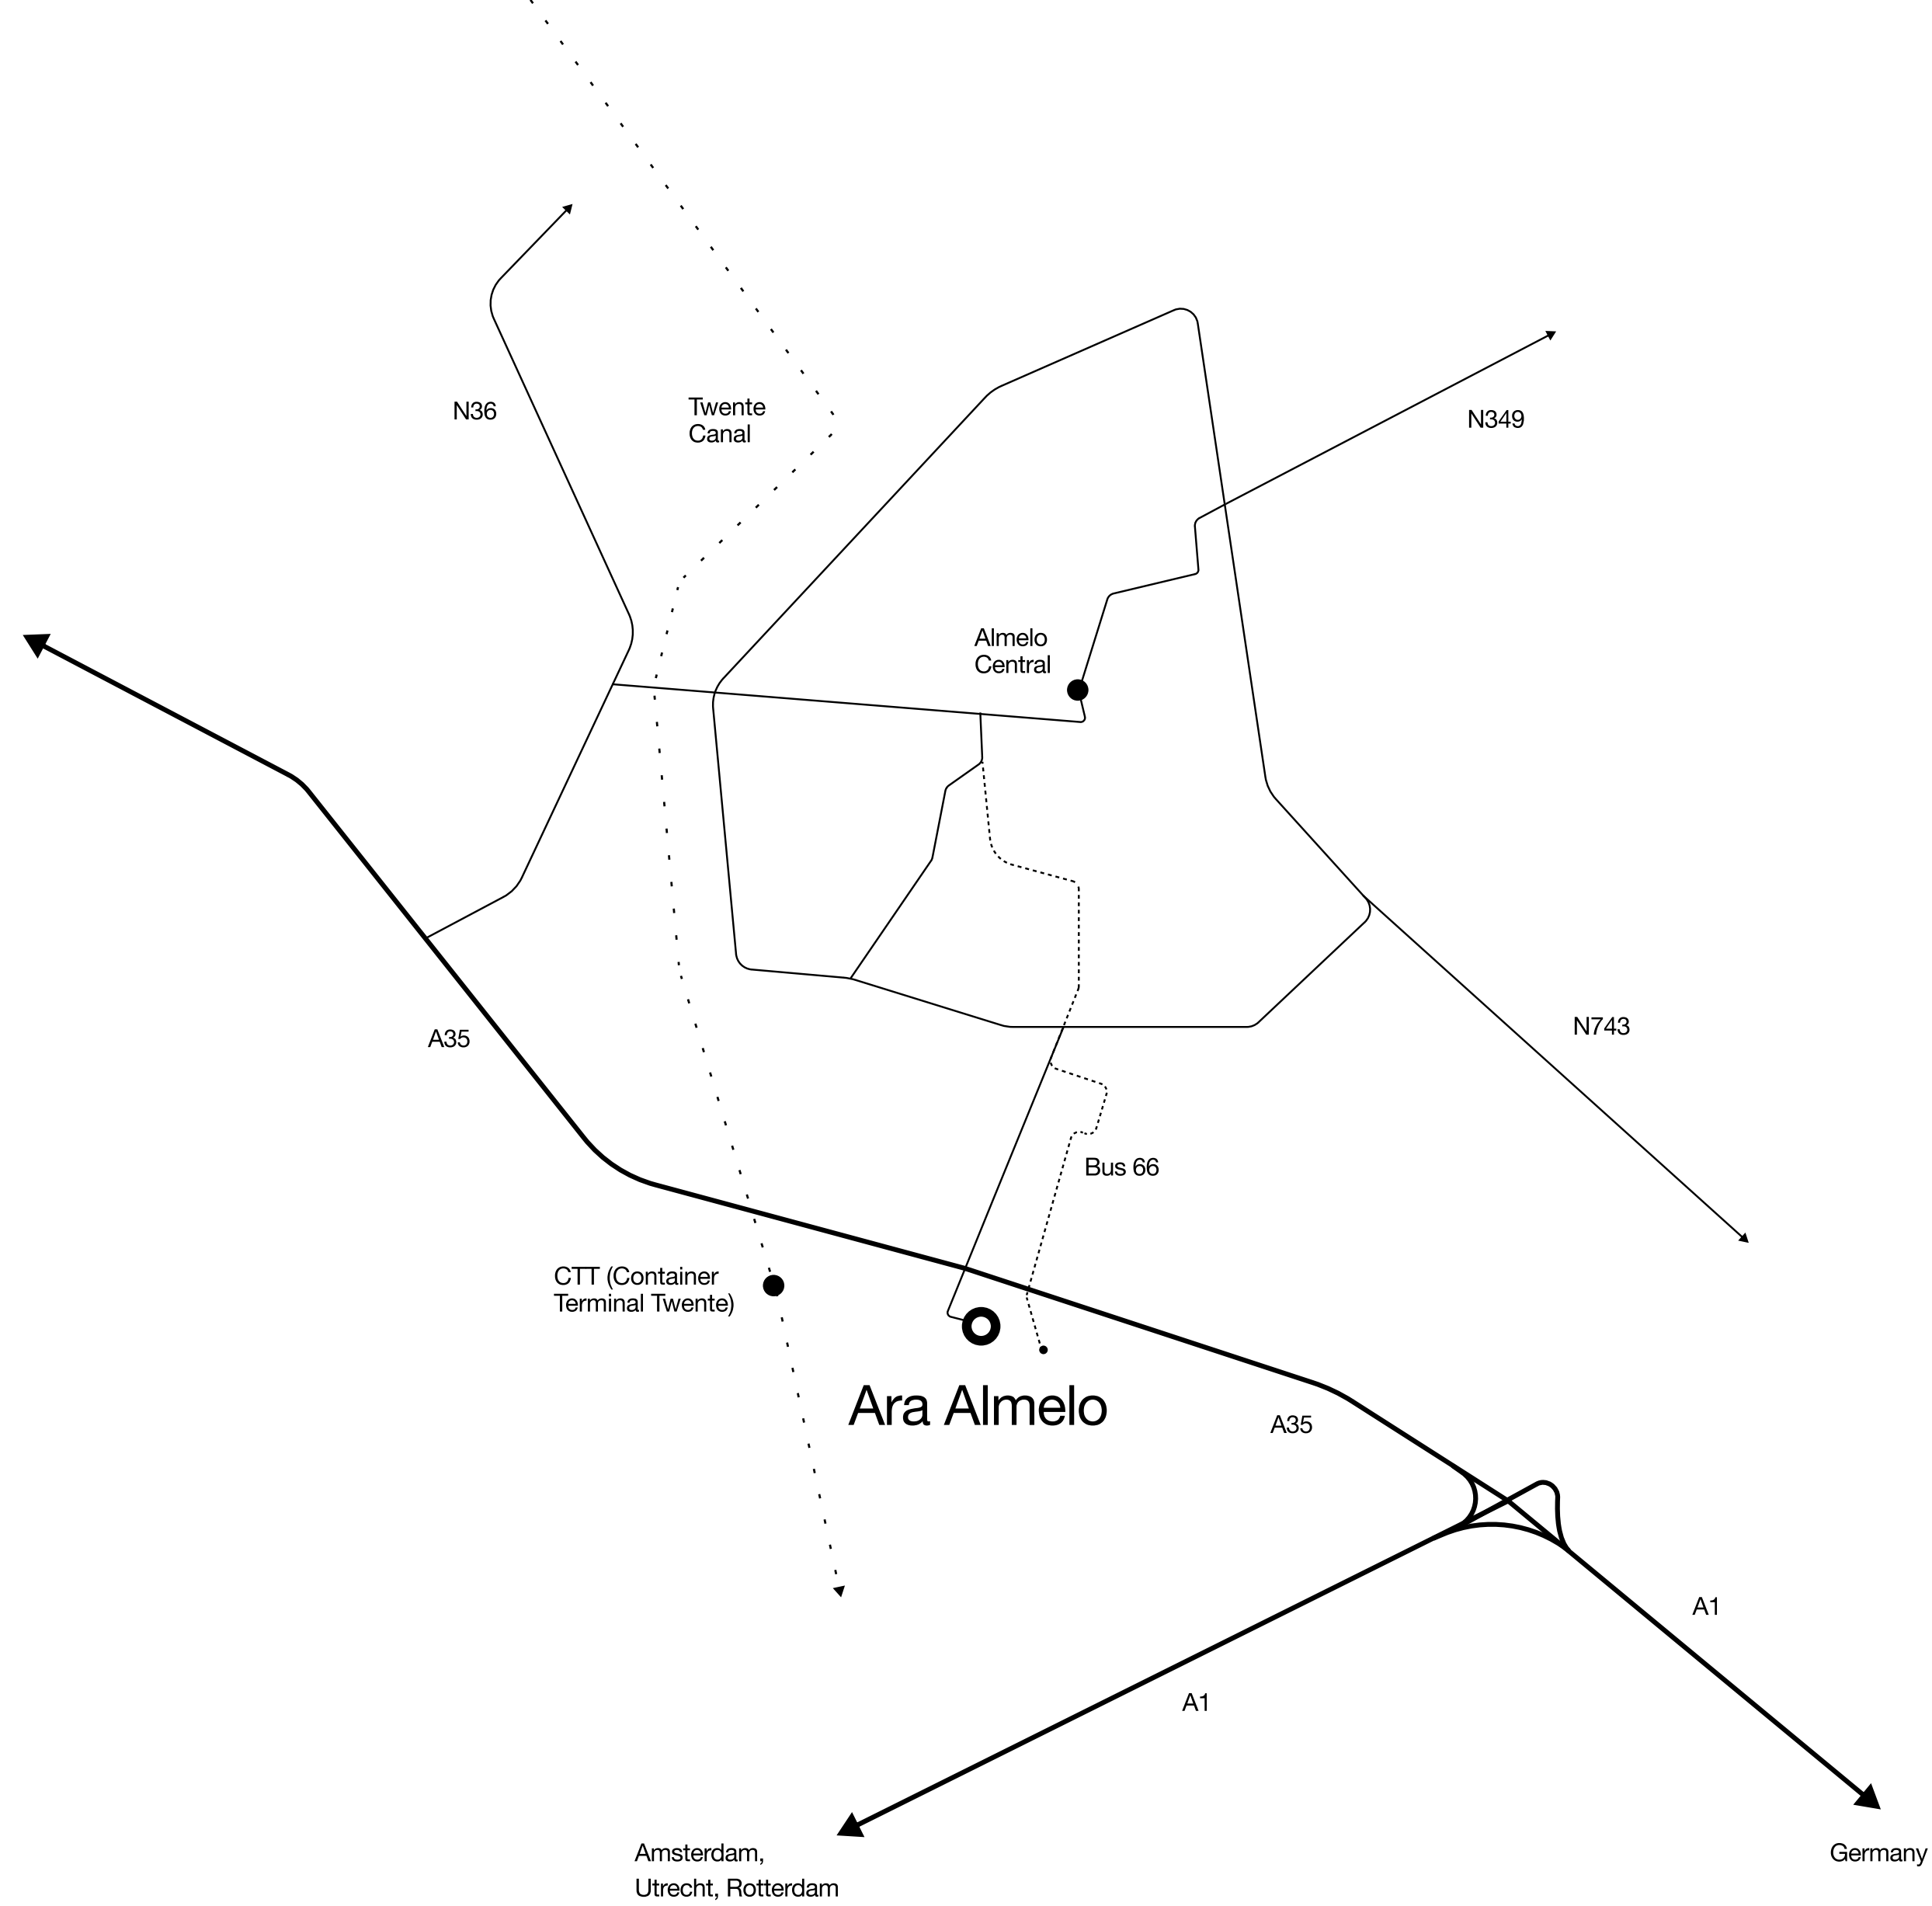 N36
Twente
Canal
N349
Almelo
Central
A35
N743
Bus 66
CTT (Container
Terminal Twente)
Ara Almelo
A35
A1
A1
Amsterdam,
Utrecht, Rotterdam
Germany